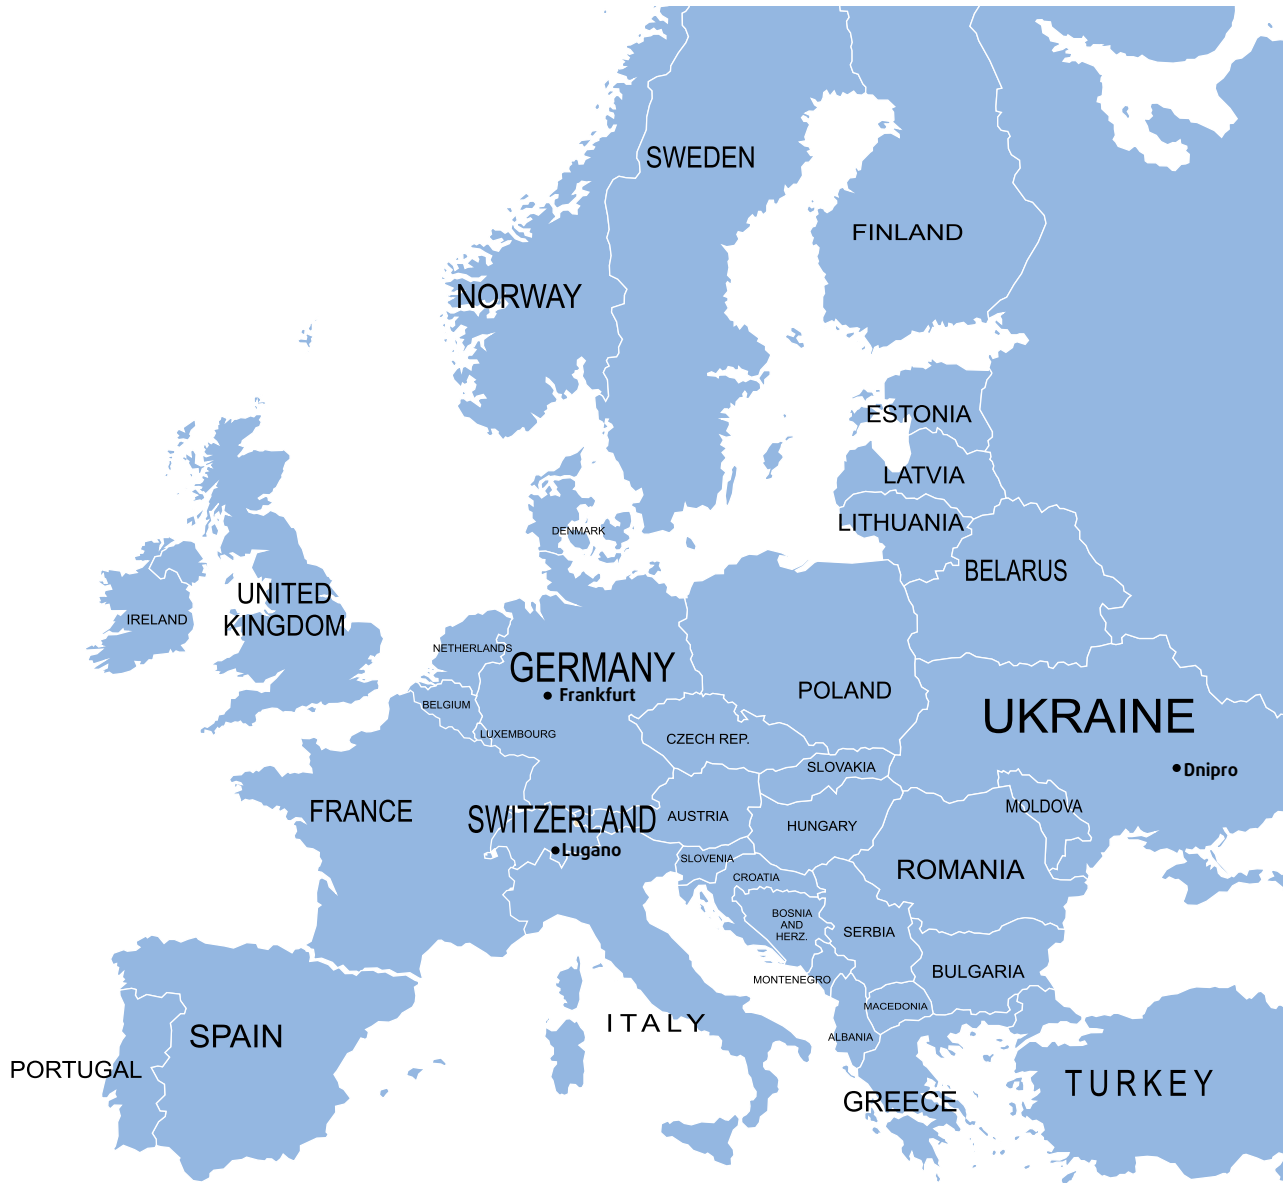 SWEDEN
FINLAND
NORWAY
ESTONIA
LATVIA
LITHUANIA
DENMARK
BELARUS
UNITED
KINGDOM
IRELAND
NETHERLANDS
GERMANY
Frankfurt
POLAND
BELGIUM
UKRAINE
LUXEMBOURG
CZECH REP.
SLOVAKIA
Dnipro
FRANCE
SWITZERLAND
AUSTRIA
HUNGARY
MOLDOVA
Lugano
SLOVENIA
ROMANIA
CROATIA
BOSNIA
AND
HERZ.
SERBIA
BULGARIA
MONTENEGRO
MACEDONIA
ITALY
SPAIN
ALBANIA
PORTUGAL
TURKEY
GREECE